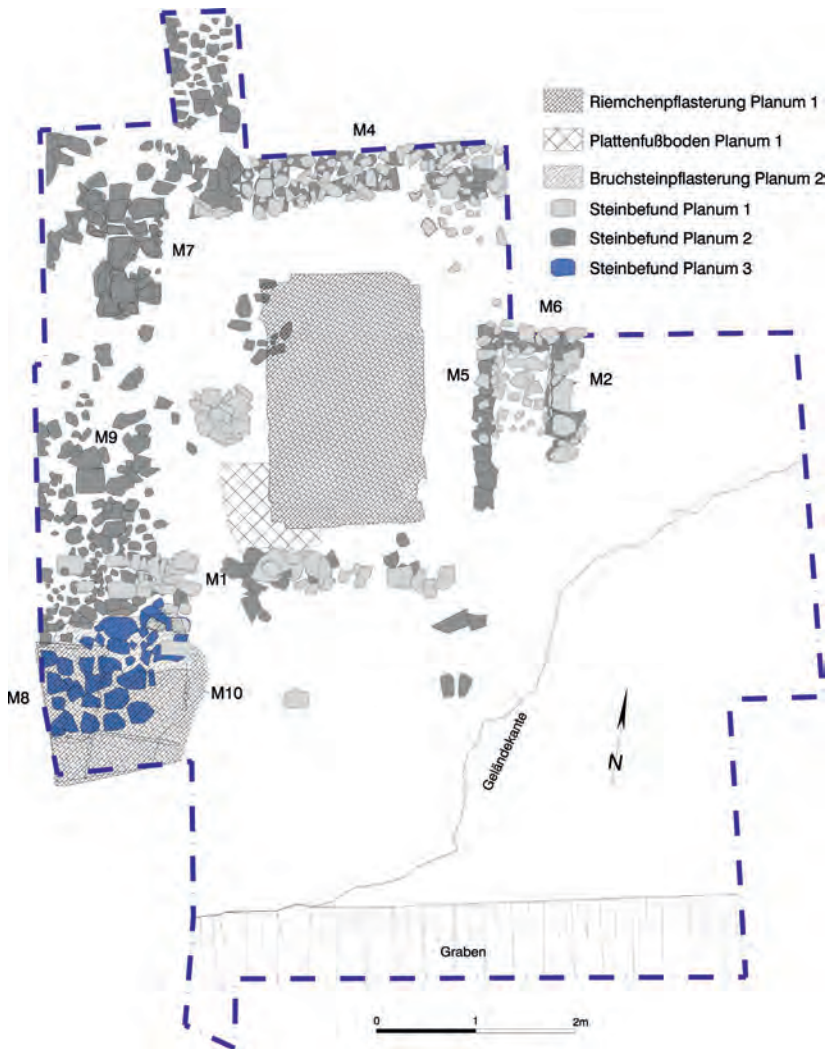 M4
Riemchenpflasterung Planum 1
Plattenfußboden Planum 1
Bruchsteinpflasterung Planum 2
Steinbefund Planum 1
Steinbefund Planum 2
Steinbefund Planum 3
M7
M6
M5
M2
M9
M1
M8
M10
Geländekante
N
Graben
0
1
2m